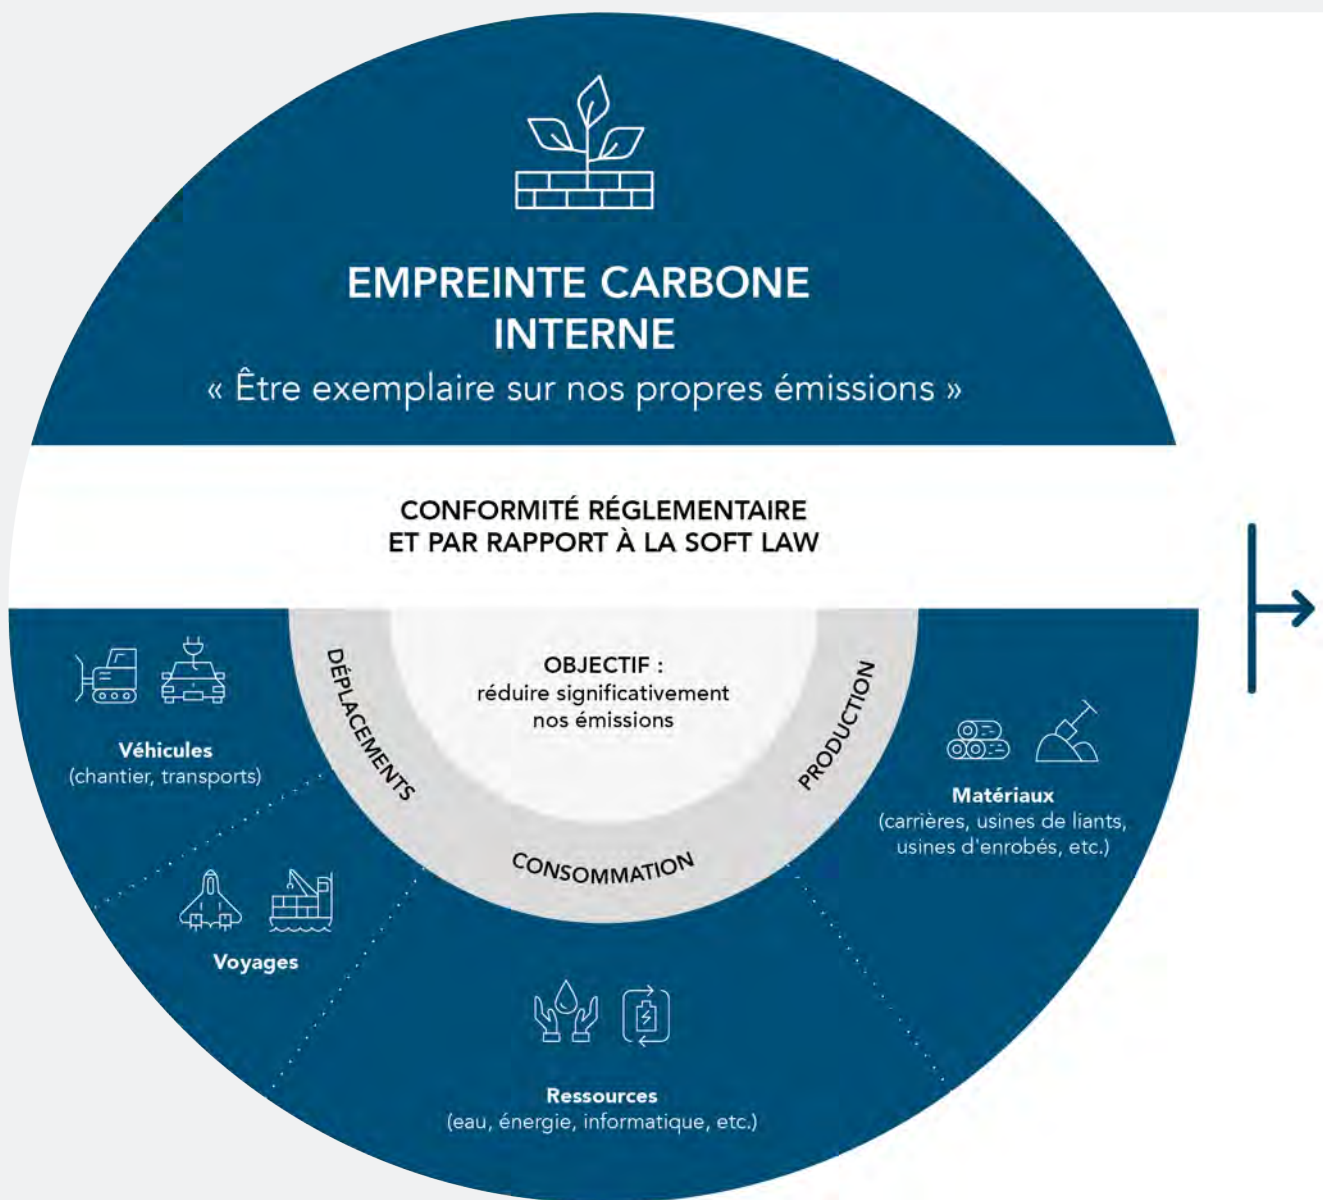 EMPREINTE CARBONE
INTERNE
« Être exemplaire sur nos propres émissions »
CONFORMITÉ RÉGLEMENTAIRE
ET PAR RAPPORT À LA SOFT LAW
OBJECTIF :
réduire significativement
nos émissions
DÉPLACEMENTS
CONSOMMATION
PRODUCTION
Véhicules
(chantier, transports)
Voyages
Ressources
(eau, énergie, informatique, etc.)
Matériaux
(carrières, usines de liants,
usines d'enrobés, etc.)